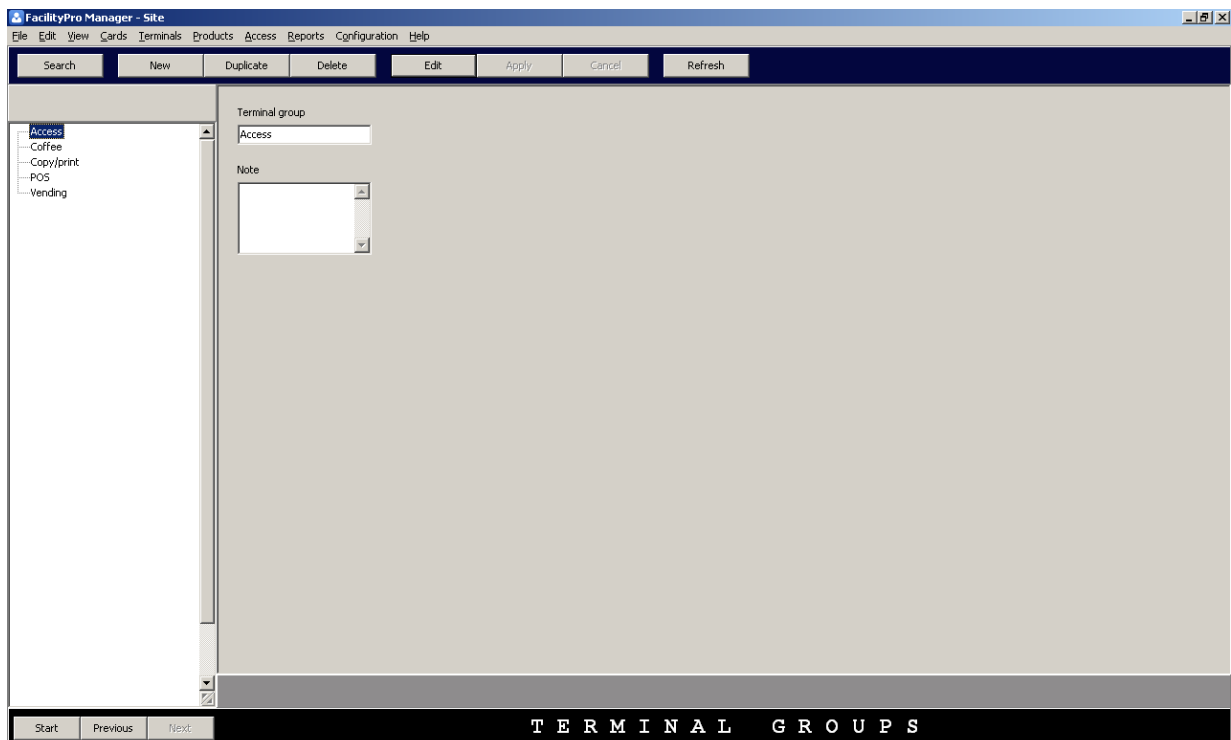 FacilityPro Manager - Site
File Edit View Cards Terminals Products Access Reports Configuration Help
Search New Duplicate Delete Edit Apply Cancel Refresh
Terminal group
Access
Note
Access
Coffee
Copy/print
POS
Vending
Start Previous Next
TERMINAL GROUPS